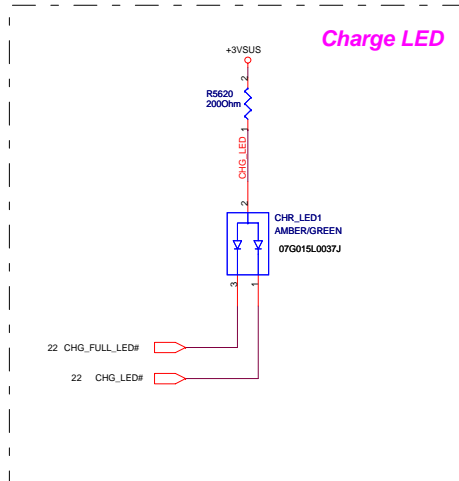 Charge LED
+3VSUS
2
R5620
200Ohm
1
CHG_LED
2
CHR_LED1
AMBER/GREEN
07G015L0037J
3
1
22 CHG_FULL_LED#
22 CHG_LED#